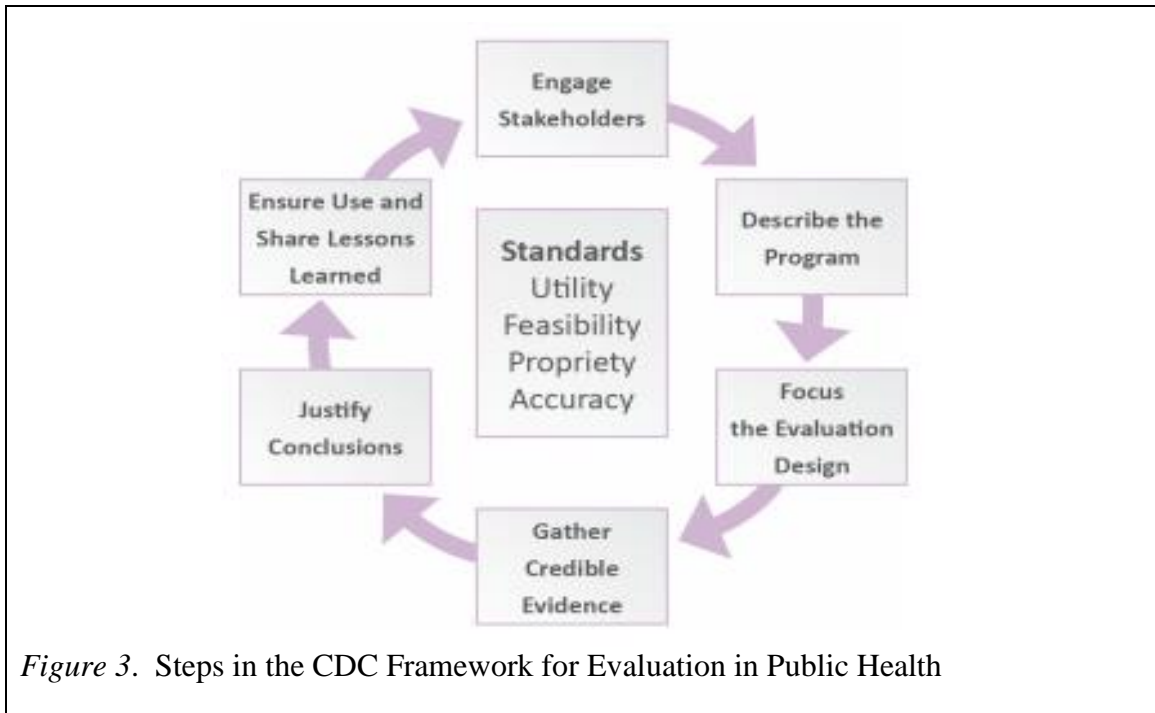 Engage
Stakeholders
Describe the
Program
Focus
the Evaluation
Design
Gather
Credible
Evidence
Justify
Conclusions
Ensure Use and
Share Lessons
Learned
Standards
Utility
Feasibility
Propriety
Accuracy
Figure 3.  Steps in the CDC Framework for Evaluation in Public Health